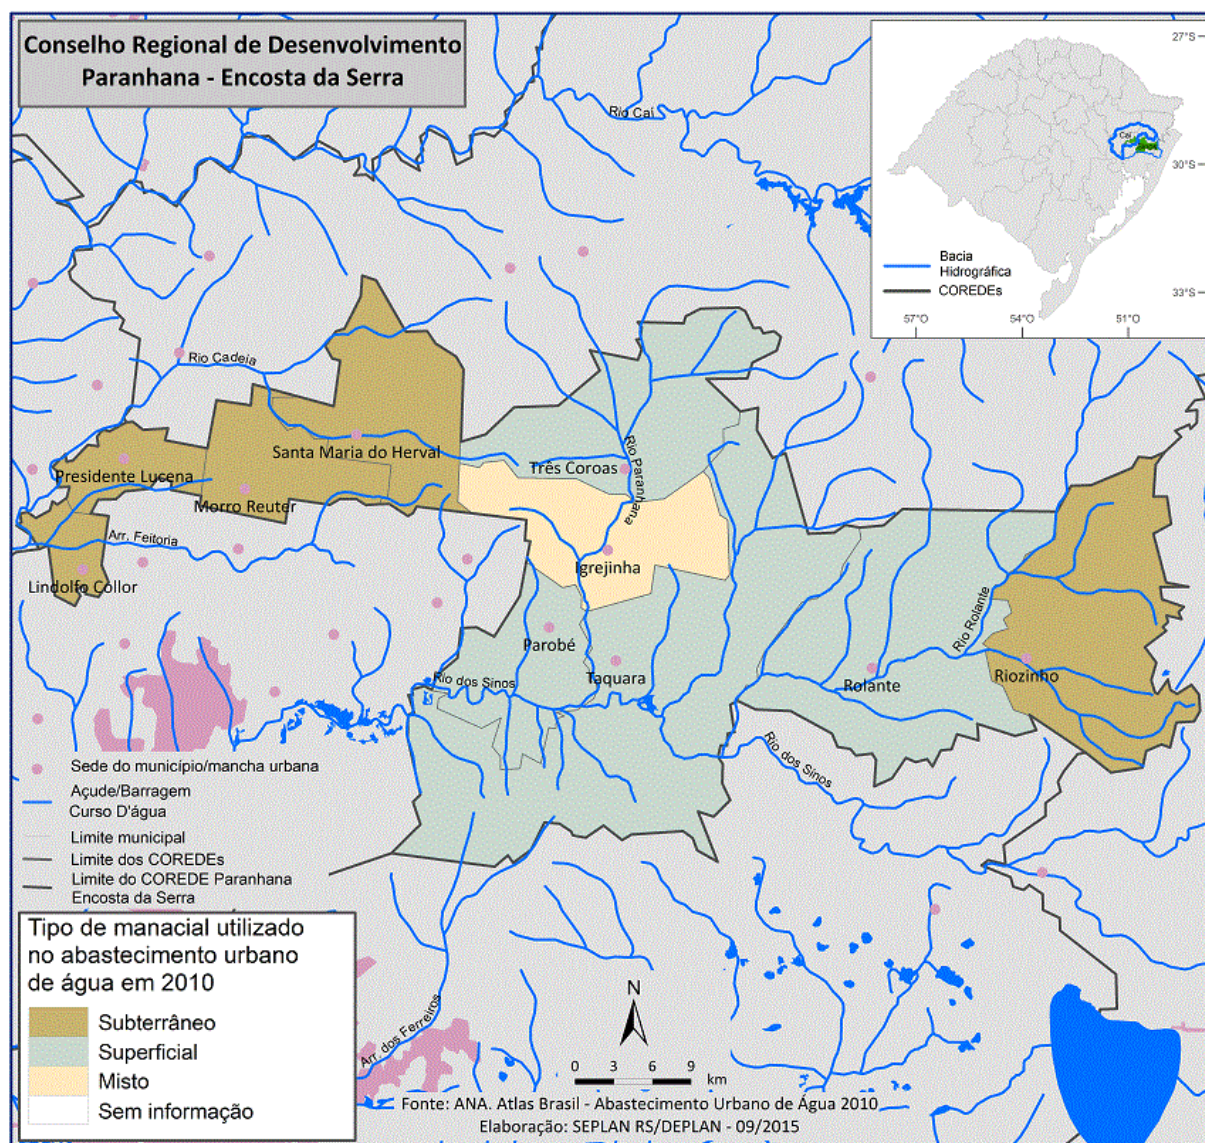 Conselho Regional de Desenvolvimento
Paranhana - Encosta da Serra
Rio Caí
27°S
30°S
33°S
57°O
54°O
51°O
Caí
Bacia
Hidrográfica
COREDEs
Rio Cadeia
Rio Paranhana
Santa Maria do Herval
Três Coroas
Presidente Lucena
Morro Reuter
Arr. Feitoria
Igrejinha
Lindolfo Collor
Rio Rolante
Parobé
Taquara
Rio dos Sinos
Rolante
Riozinho
Rio dos Sinos
Sede do município/mancha urbana
Açude/Barragem
Curso D'água
Limite municipal
Limite dos COREDEs
Limite do COREDE Paranhana
Encosta da Serra
Tipo de manacial utilizado
no abastecimento urbano
de água em 2010
Subterrâneo
Superficial
Misto
Sem informação
Arr. dos Ferreiros
N
0 3 6 9
km
Fonte: ANA. Atlas Brasil - Abastecimento Urbano de Água 2010
Elaboração: SEPLAN RS/DEPLAN - 09/2015